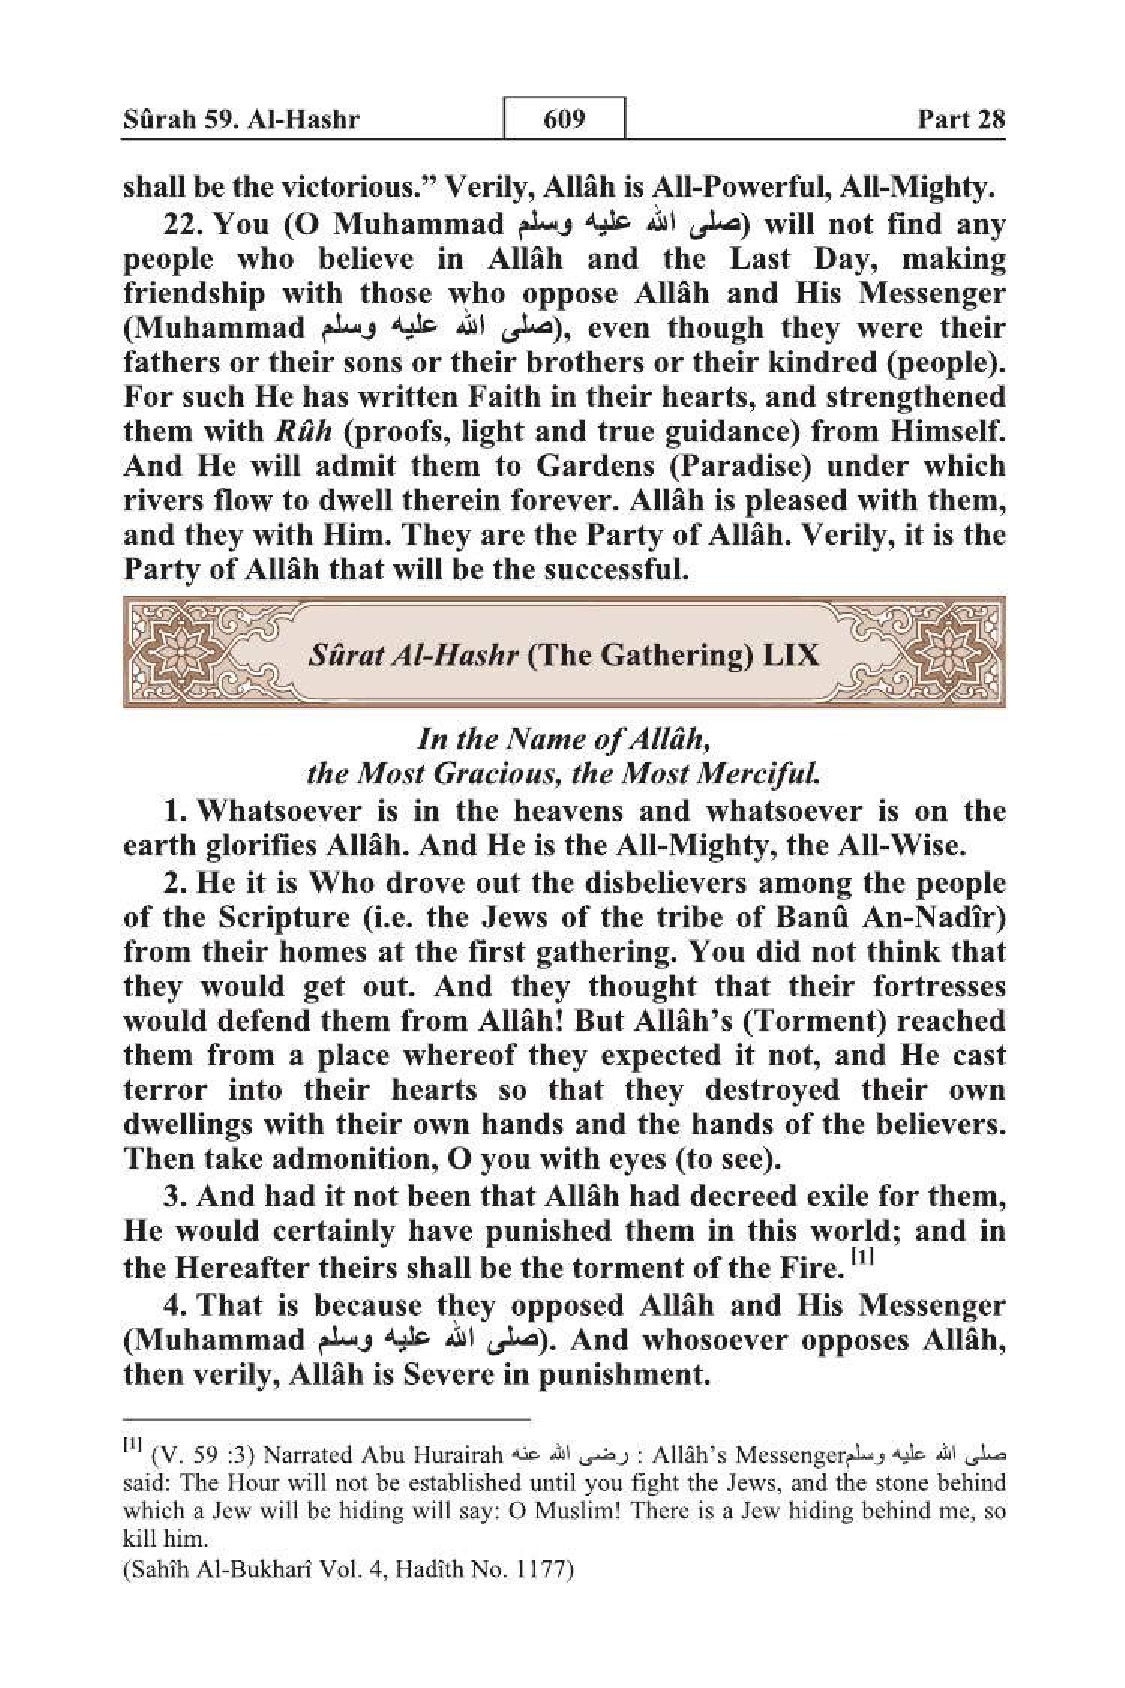 Sûrah 59. Al-Hashr 609 Part 28
shall be the victorious.” Verily, Allâh is All-Powerful, All-Mighty.
22. You (O Muhammad صلى الله عليه وسلم) will not find any
people who believe in Allâh and the Last Day, making
friendship with those who oppose Allâh and His Messenger
(Muhammad صلى الله عليه وسلم), even though they were their
fathers or their sons or their brothers or their kindred (people).
For such He has written Faith in their hearts, and strengthened
them with Rûh (proofs, light and true guidance) from Himself.
And He will admit them to Gardens (Paradise) under which
rivers flow to dwell therein forever. Allâh is pleased with them,
and they with Him. They are the Party of Allâh. Verily, it is the
Party of Allâh that will be the successful.
Sûrat Al-Hashr (The Gathering) LIX
In the Name of Allâh,
the Most Gracious, the Most Merciful.
1. Whatsoever is in the heavens and whatsoever is on the
earth glorifies Allâh. And He is the All-Mighty, the All-Wise.
2. He it is Who drove out the disbelievers among the people
of the Scripture (i.e. the Jews of the tribe of Banû An-Nadîr)
from their homes at the first gathering. You did not think that
they would get out. And they thought that their fortresses
would defend them from Allâh! But Allâh’s (Torment) reached
them from a place whereof they expected it not, and He cast
terror into their hearts so that they destroyed their own
dwellings with their own hands and the hands of the believers.
Then take admonition, O you with eyes (to see).
3. And had it not been that Allâh had decreed exile for them,
He would certainly have punished them in this world; and in
the Hereafter theirs shall be the torment of the Fire. [1]
4. That is because they opposed Allâh and His Messenger
(Muhammad صلى الله عليه وسلم). And whosoever opposes Allâh,
then verily, Allâh is Severe in punishment.
[1] (V. 59 :3) Narrated Abu Hurairah رضى الله عنه : Allâh’s Messengerصلى الله عليه وسلم
said: The Hour will not be established until you fight the Jews, and the stone behind
which a Jew will be hiding will say: O Muslim! There is a Jew hiding behind me, so
kill him.
(Sahîh Al-Bukharî Vol. 4, Hadîth No. 1177)